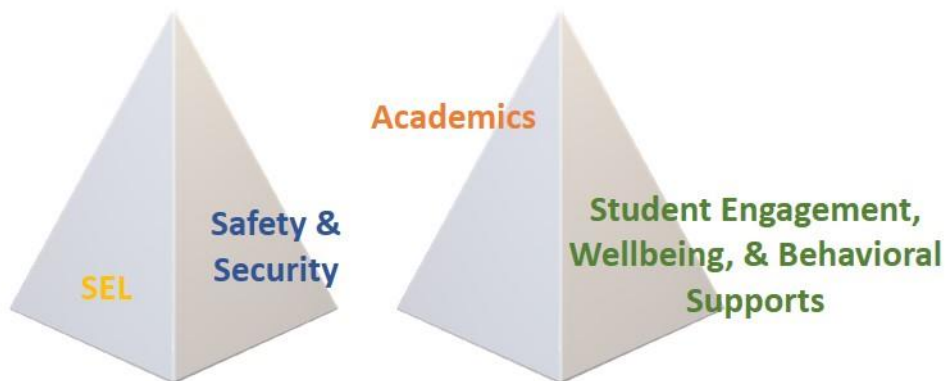 Academics
Safety &
Security
SEL
Student Engagement,
Wellbeing, & Behavioral
Supports